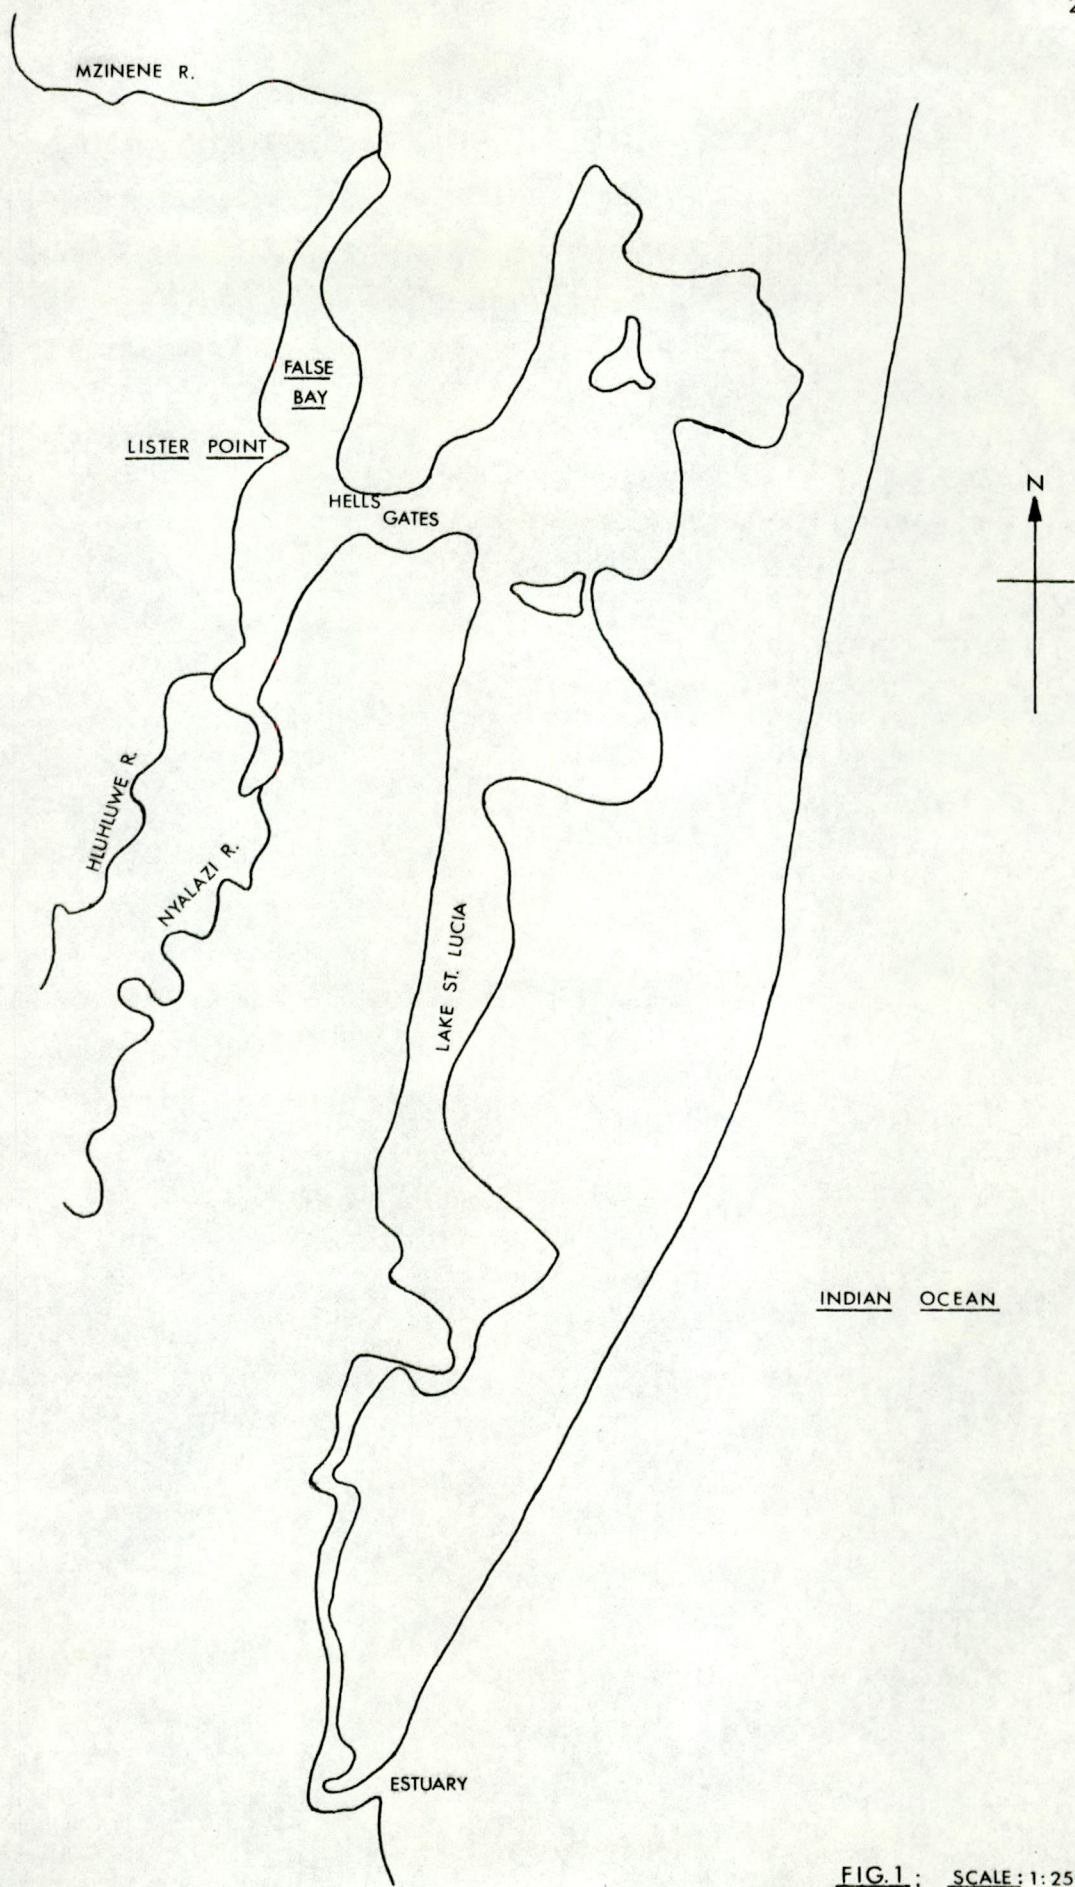 MZINENE R.
FALSE
BAY
LISTER POINT
HELLS
GATES
N
HLUHLUWE R.
NYALAZI R.
LAKE ST. LUCIA
INDIAN OCEAN
ESTUARY
FIG.1 : SCALE : 1:25